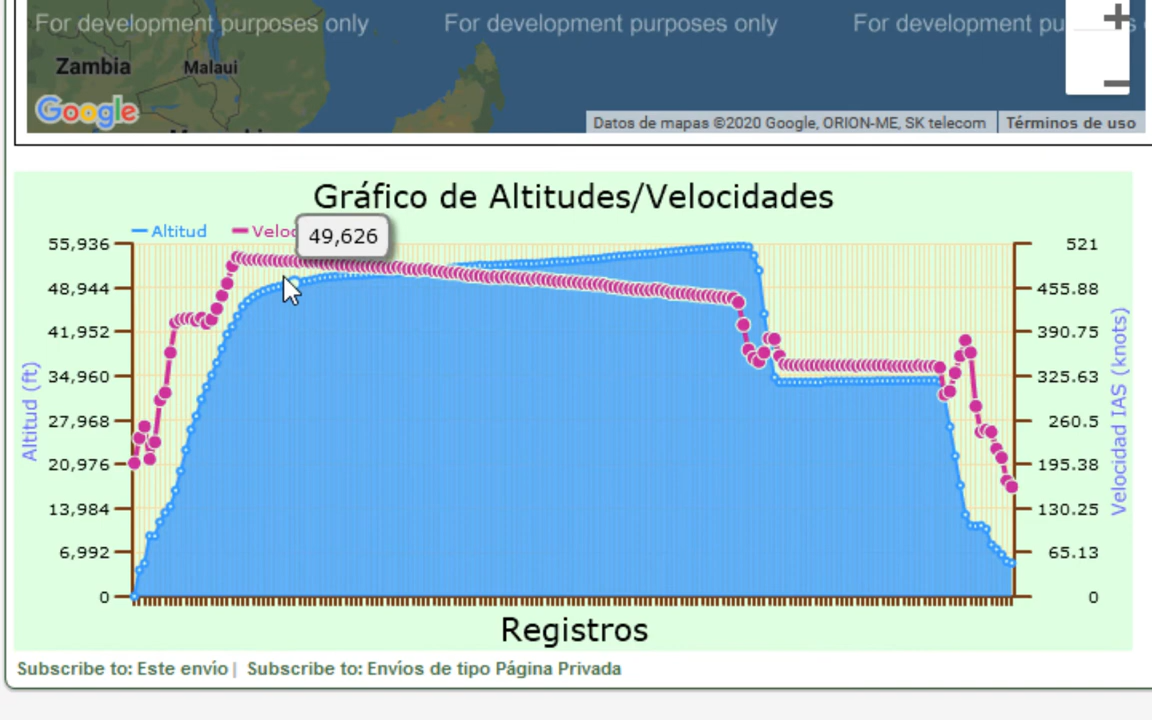 For development purposes only
For development purposes only
For development pu
Zambia
Malaui
Google
Datos de mapas ©2020 Google, ORION-ME, SK telecom
Términos de uso
Gráfico de Altitudes/Velocidades
Altitud
Veloc
49,626
55,936
48,944
41,952
34,960
27,968
20,976
13,984
6,992
0
Altitud (ft)
521
455.88
390.75
325.63
260.5
195.38
130.25
65.13
0
Velocidad IAS (knots)
Registros
Subscribe to: Este envío | Subscribe to: Envíos de tipo Página Privada